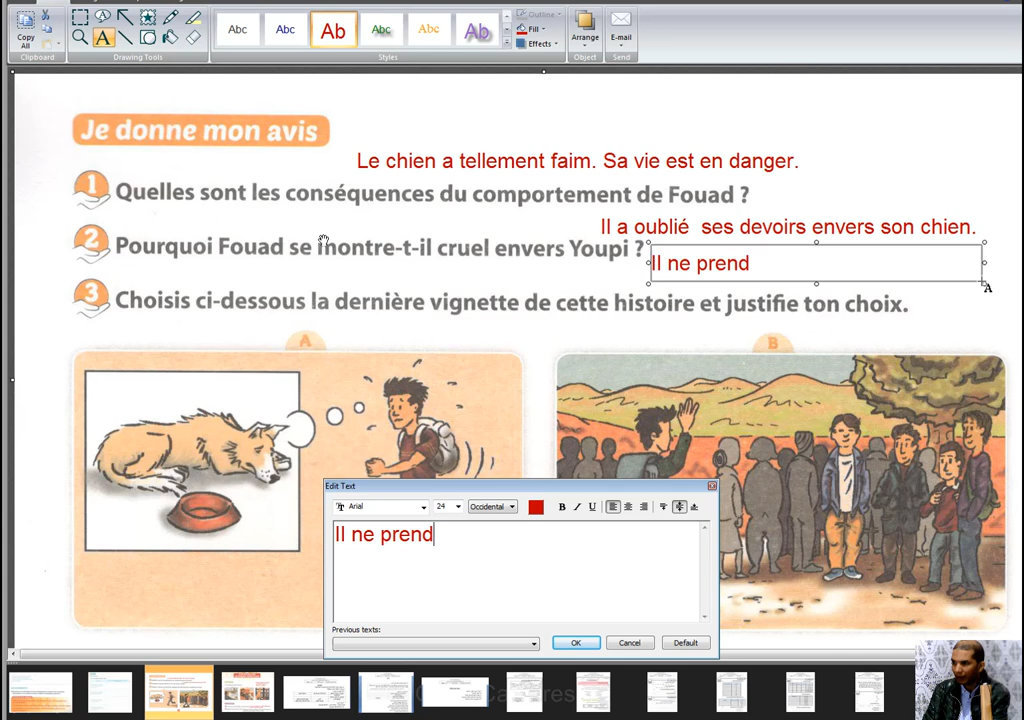 Outline
Fill
Effects
Copy All
Abc Abc Ab Abc Abc Ab
Arrange
E-mail
Clipboard
Drawing Tools
Styles
Object
Send
Je donne mon avis
Le chien a tellement faim. Sa vie est en danger.
1 Quelles sont les conséquences du comportement de Fouad ?
Il a oublié  ses devoirs envers son chien.
2 Pourquoi Fouad se montre-t-il cruel envers Youpi ?
Il ne prend
3 Choisis ci-dessous la dernière vignette de cette histoire et justifie ton choix.
A
B
Edit Text
Arial 24 Occidental B I U
Il ne prend
Previous texts:
OK Cancel Default